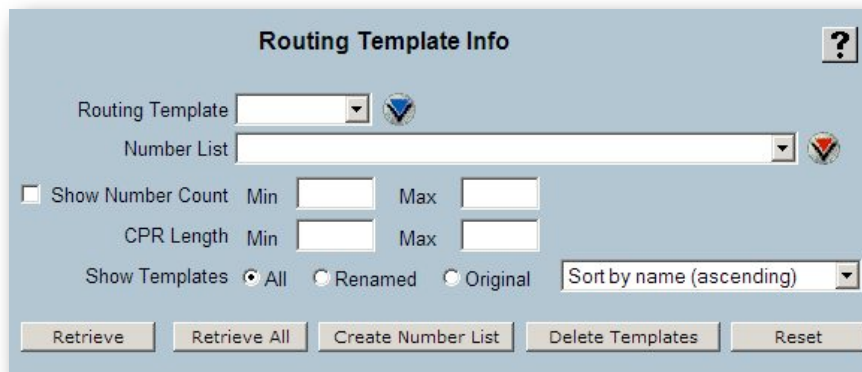 Routing Template Info ?
Routing Template
Number List
Show Number Count Min Max
CPR Length Min Max
Show Templates All Renamed Original Sort by name (ascending)
Retrieve Retrieve All Create Number List Delete Templates Reset